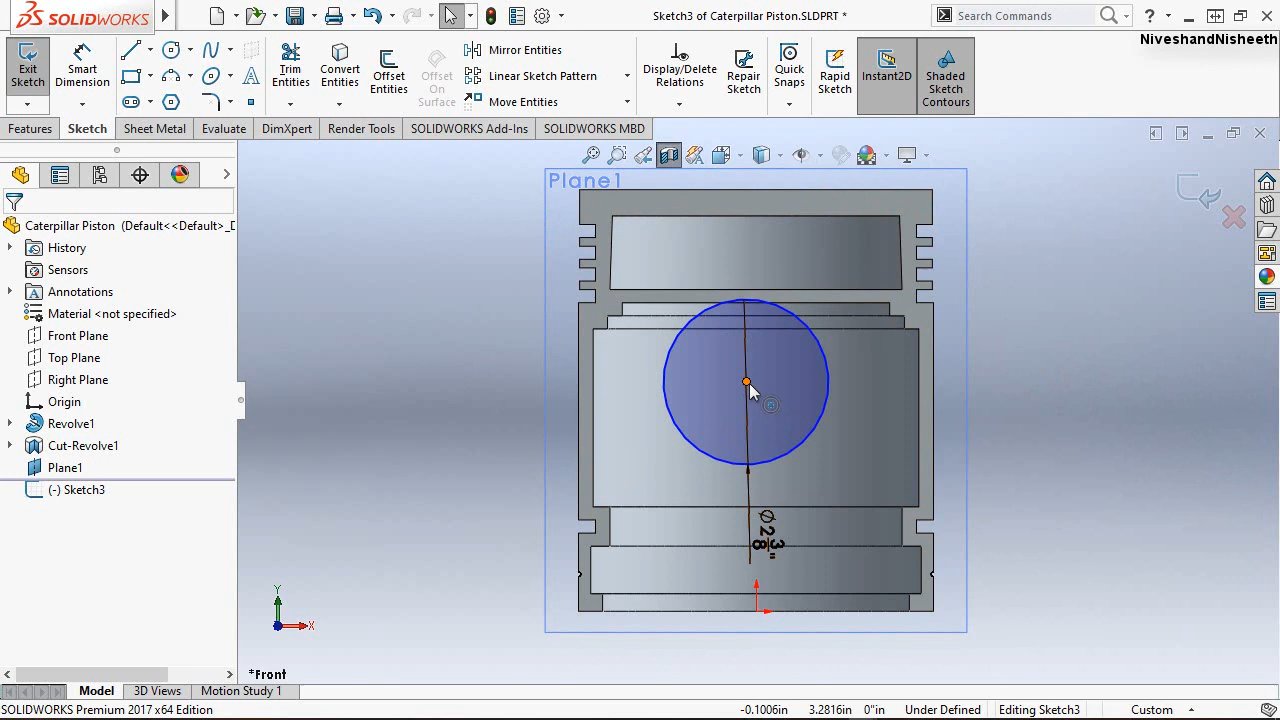 SOLIDWORKS
Sketch3 of Caterpillar Piston.SLDPRT *
Search Commands
?
NiveshandNisheeth
Exit Sketch
Smart Dimension
Trim Entities
Convert Entities
Offset Entities
Offset On Surface
Mirror Entities
Linear Sketch Pattern
Move Entities
Display/Delete Relations
Repair Sketch
Quick Snaps
Rapid Sketch
Instant2D
Shaded Sketch Contours
Features
Sketch
Sheet Metal
Evaluate
DimXpert
Render Tools
SOLIDWORKS Add-Ins
SOLIDWORKS MBD
Plane1
Caterpillar Piston (Default<<Default>_D
History
Sensors
Annotations
Material <not specified>
Front Plane
Top Plane
Right Plane
Origin
Revolve1
Cut-Revolve1
Plane1
(-) Sketch3
Ø2 3/8"
Y
X
*Front
Model
3D Views
Motion Study 1
SOLIDWORKS Premium 2017 x64 Edition
-0.1006in
3.2816in
0"in
Under Defined
Editing Sketch3
Custom